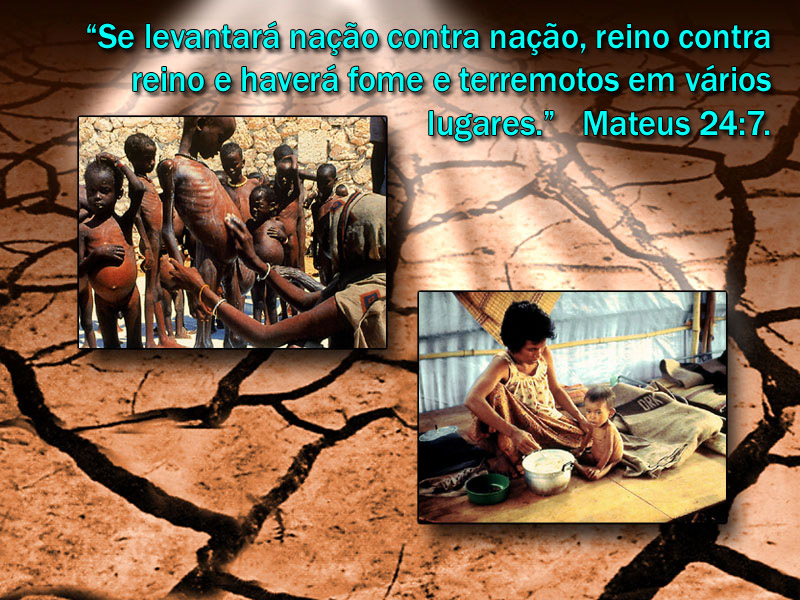 “Se levantará nação contra nação, reino contra
reino e haverá fome e terremotos em vários
lugares.” Mateus 24:7.